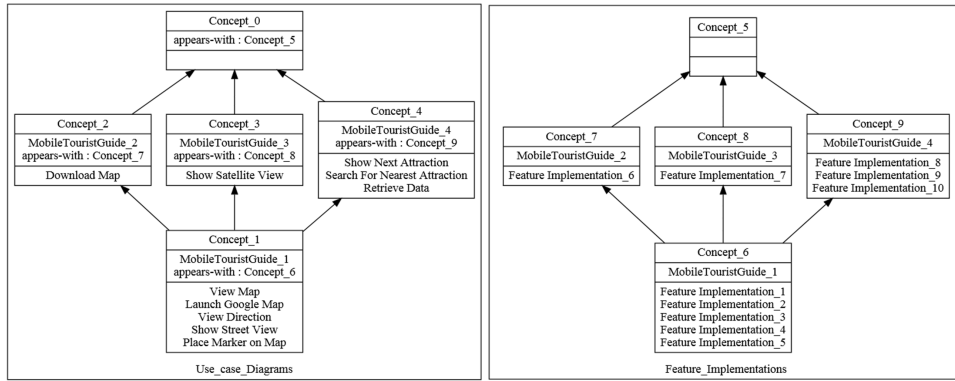 Concept_0
appears-with : Concept_5
Concept_2
MobileTouristGuide_2
appears-with : Concept_7
Download Map
Concept_3
MobileTouristGuide_3
appears-with : Concept_8
Show Satellite View
Concept_4
MobileTouristGuide_4
appears-with : Concept_9
Show Next Attraction
Search For Nearest Attraction
Retrieve Data
Concept_1
MobileTouristGuide_1
appears-with : Concept_6
View Map
Launch Google Map
View Direction
Show Street View
Place Marker on Map
Use_case_Diagrams
Concept_5
Concept_7
MobileTouristGuide_2
Feature Implementation_6
Concept_8
MobileTouristGuide_3
Feature Implementation_7
Concept_9
MobileTouristGuide_4
Feature Implementation_8
Feature Implementation_9
Feature Implementation_10
Concept_6
MobileTouristGuide_1
Feature Implementation_1
Feature Implementation_2
Feature Implementation_3
Feature Implementation_4
Feature Implementation_5
Feature_Implementations